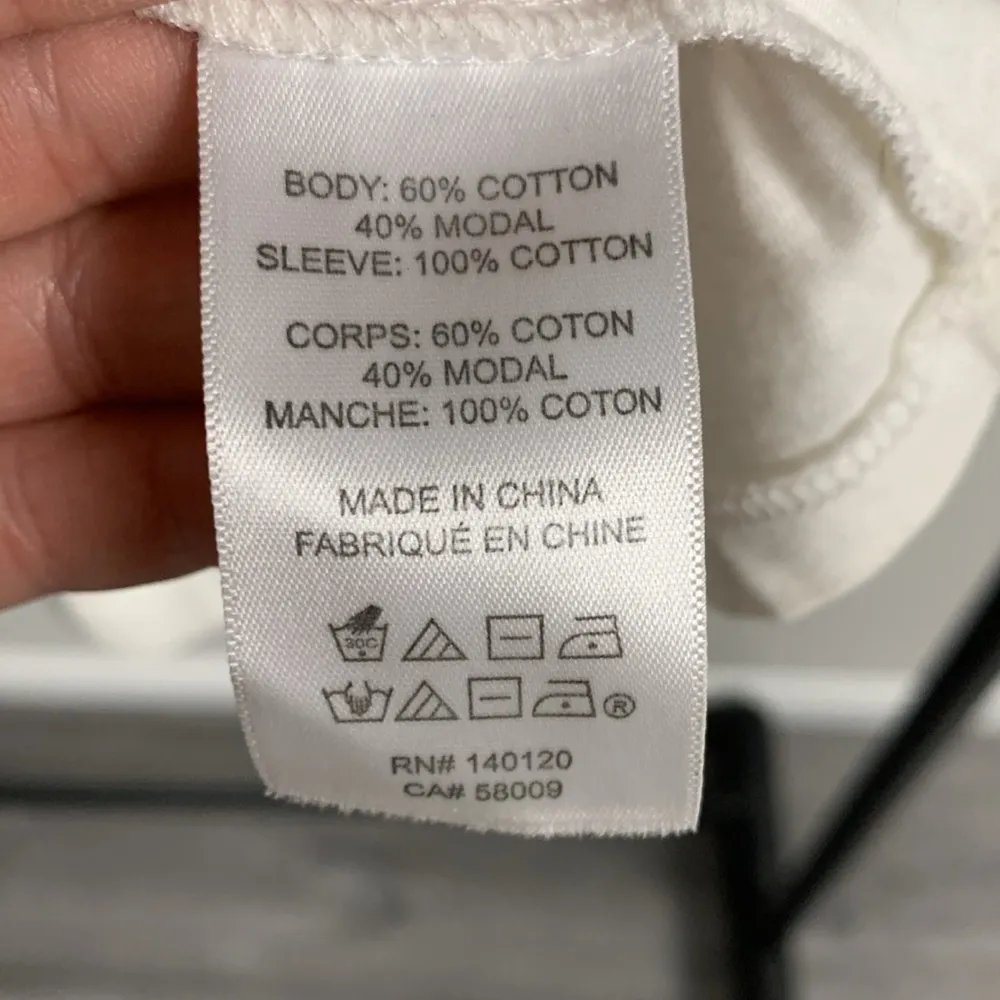 BODY: 60% COTTON
40% MODAL
SLEEVE: 100% COTTON
CORPS: 60% COTON
40% MODAL
MANCHE: 100% COTON
MADE IN CHINA
FABRIQUÉ EN CHINE
30C
®
RN# 140120
CA# 58009